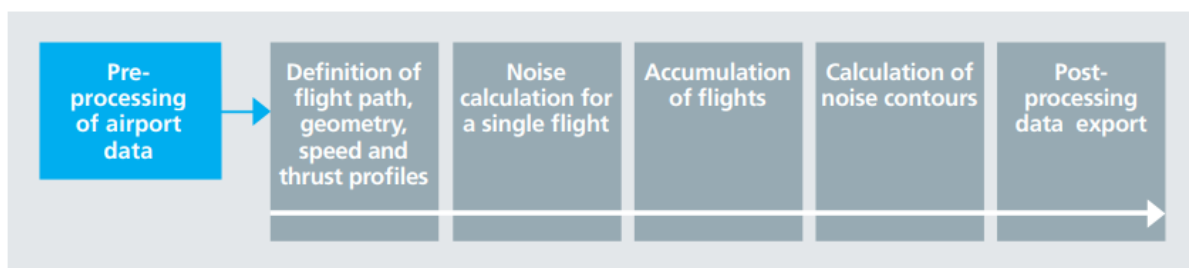 Pre-
processing
of airport
data
Definition of
flight path,
geometry,
speed and
thrust profiles
Noise
calculation for
a single flight
Accumulation
of flights
Calculation of
noise contours
Post-
processing
data export